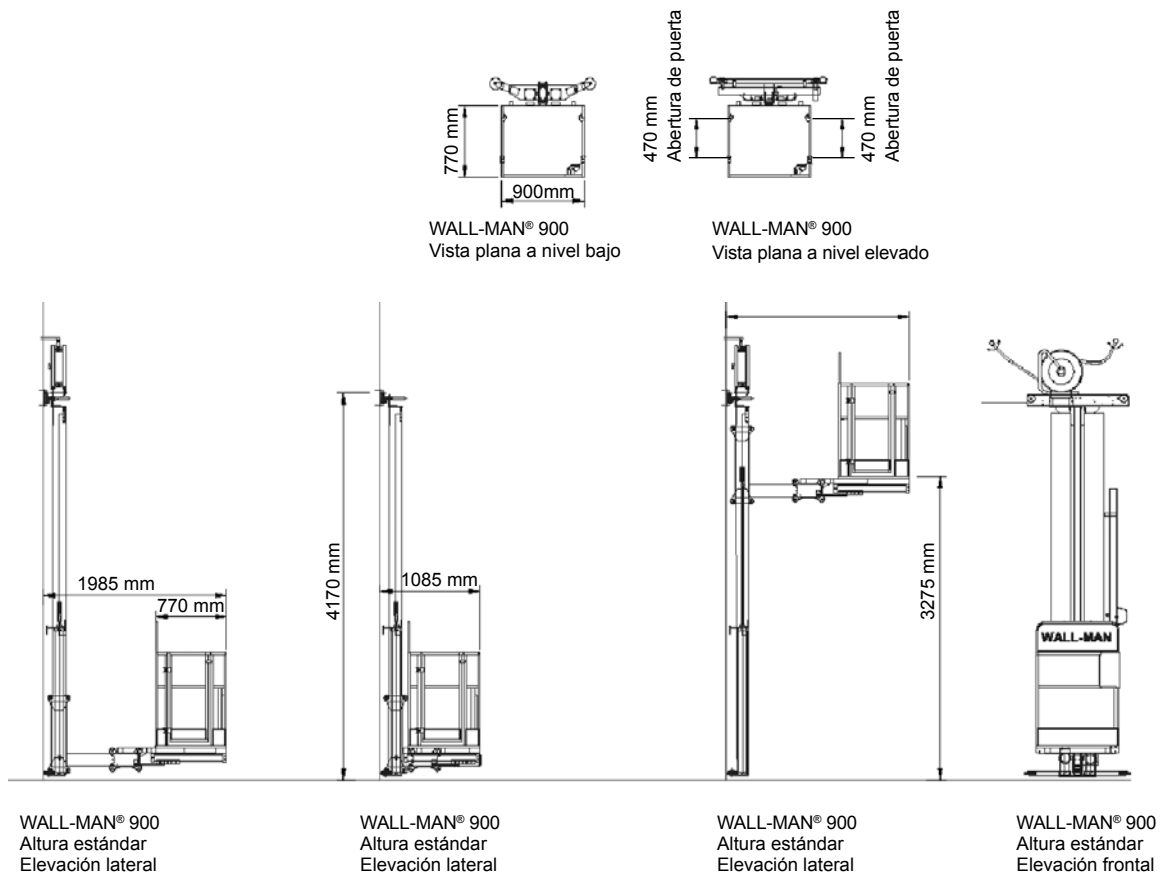 770 mm
900mm
470 mm
Abertura de puerta
470 mm
Abertura de puerta
WALL-MAN® 900
Vista plana a nivel bajo
WALL-MAN® 900
Vista plana a nivel elevado
1985 mm
770 mm
4170 mm
1085 mm
3275 mm
WALL-MAN
WALL-MAN® 900
Altura estándar
Elevación lateral
WALL-MAN® 900
Altura estándar
Elevación lateral
WALL-MAN® 900
Altura estándar
Elevación lateral
WALL-MAN® 900
Altura estándar
Elevación frontal